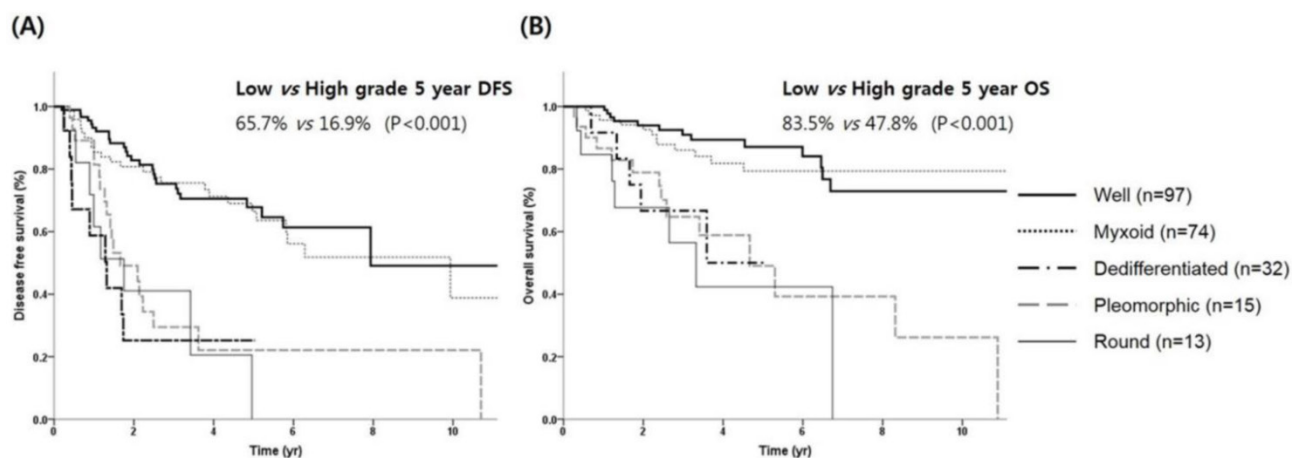 (A)
Low vs High grade 5 year DFS
65.7% vs 16.9% (P<0.001)
Disease free survival (%)
1.0
0.8
0.6
0.4
0.2
0.0
0 2 4 6 8 10
Time (yr)
(B)
Low vs High grade 5 year OS
83.5% vs 47.8% (P<0.001)
Overall survival (%)
1.0
0.8
0.6
0.4
0.2
0.0
0 2 4 6 8 10
Time (yr)
Well (n=97)
Myxoid (n=74)
Dedifferentiated (n=32)
Pleomorphic (n=15)
Round (n=13)